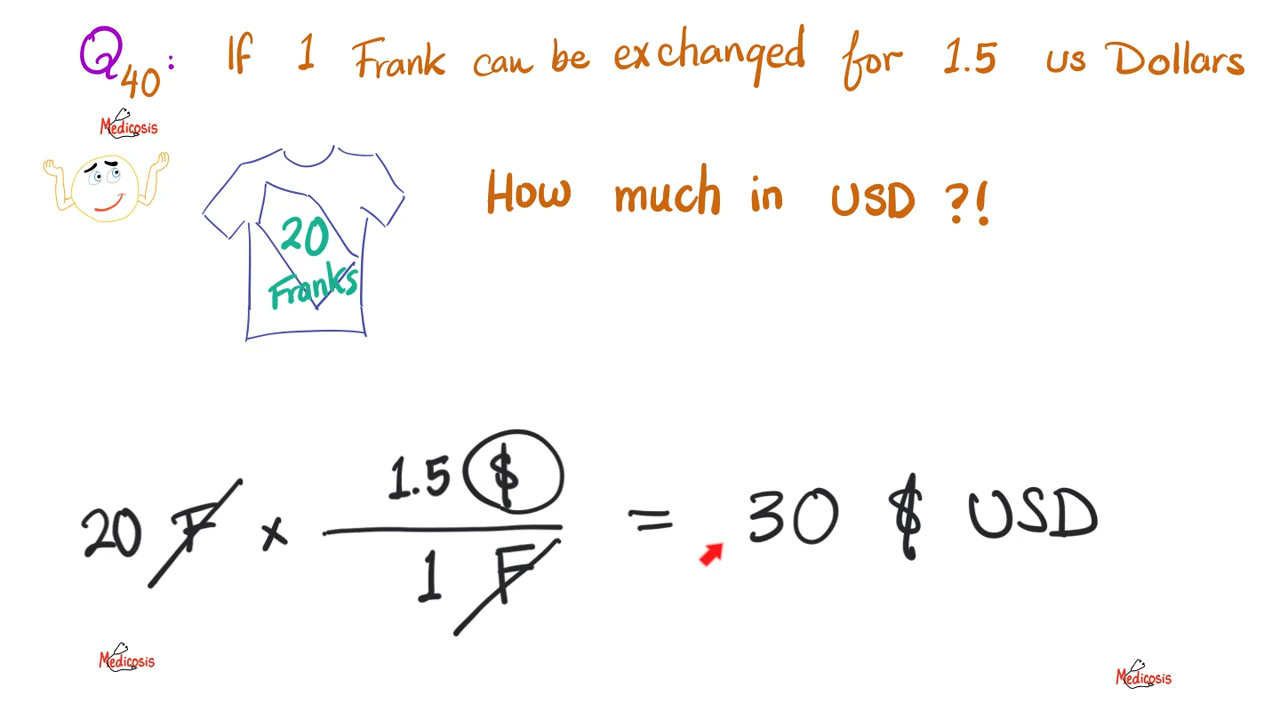 Q40: If 1 Frank can be exchanged for 1.5 us Dollars
Medicosis
20
Franks
How much in USD ?!
1.5 $
20 F x = 30 $ USD
1 F
Medicosis
Medicosis